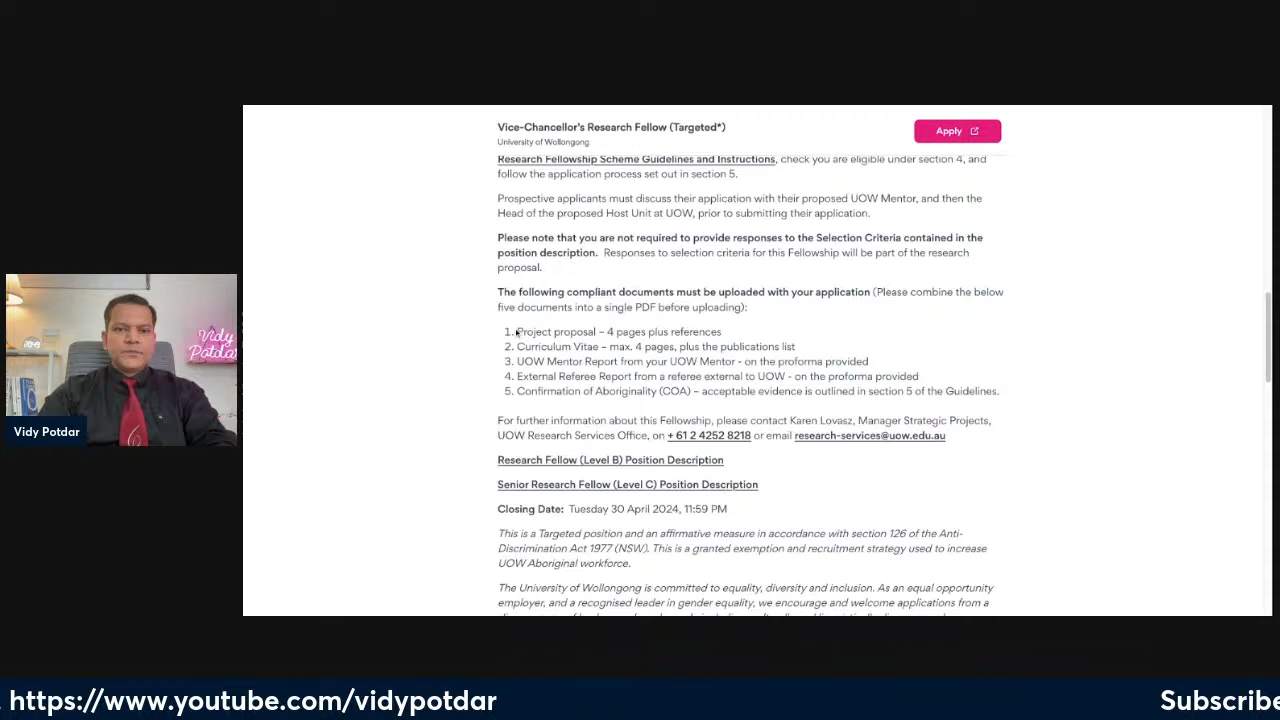 Vice-Chancellor's Research Fellow (Targeted*)
University of Wollongong
Apply
Research Fellowship Scheme Guidelines and Instructions, check you are eligible under section 4, and
follow the application process set out in section 5.
Prospective applicants must discuss their application with their proposed UOW Mentor, and then the
Head of the proposed Host Unit at UOW, prior to submitting their application.
Please note that you are not required to provide responses to the Selection Criteria contained in the
position description. Responses to selection criteria for this Fellowship will be part of the research
proposal.
The following compliant documents must be uploaded with your application (Please combine the below
five documents into a single PDF before uploading):
1. Project proposal – 4 pages plus references
2. Curriculum Vitae – max. 4 pages, plus the publications list
3. UOW Mentor Report from your UOW Mentor - on the proforma provided
4. External Referee Report from a referee external to UOW - on the proforma provided
5. Confirmation of Aboriginality (COA) – acceptable evidence is outlined in section 5 of the Guidelines.
For further information about this Fellowship, please contact Karen Lovasz, Manager Strategic Projects,
UOW Research Services Office, on + 61 2 4252 8218 or email research-services@uow.edu.au
Research Fellow (Level B) Position Description
Senior Research Fellow (Level C) Position Description
Closing Date: Tuesday 30 April 2024, 11:59 PM
This is a Targeted position and an affirmative measure in accordance with section 126 of the Anti-
Discrimination Act 1977 (NSW). This is a granted exemption and recruitment strategy used to increase
UOW Aboriginal workforce.
The University of Wollongong is committed to equality, diversity and inclusion. As an equal opportunity
employer, and a recognised leader in gender equality, we encourage and welcome applications from a
Vidy
Potdar
Vidy Potdar
https://www.youtube.com/vidypotdar
Subscribe